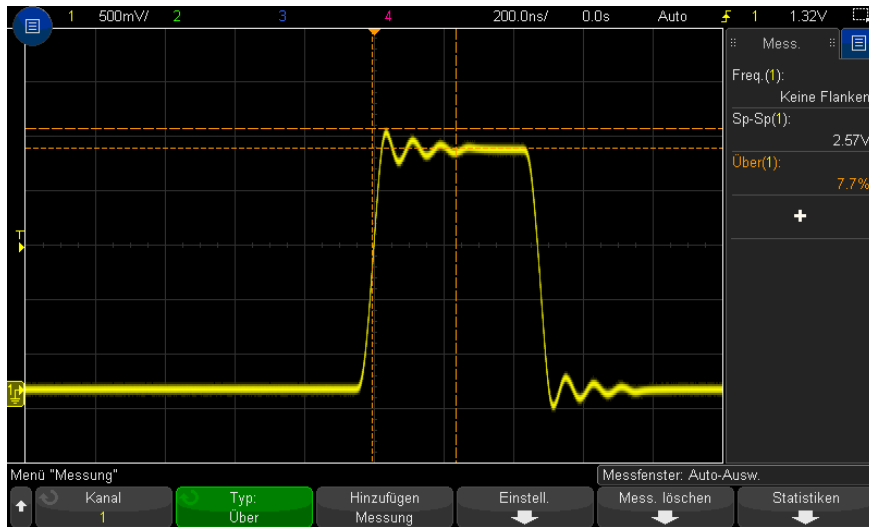 1 500mV/ 2 3 4 200.0ns/ 0.0s Auto 1 1.32V
Mess.
Freq.(1):
Keine Flanken
Sp-Sp(1):
2.57V
Über(1):
7.7%
+
T
1
Menü "Messung"
Messfenster: Auto-Ausw.
Kanal
1
Typ:
Über
Hinzufügen
Messung
Einstell.
Mess. löschen
Statistiken